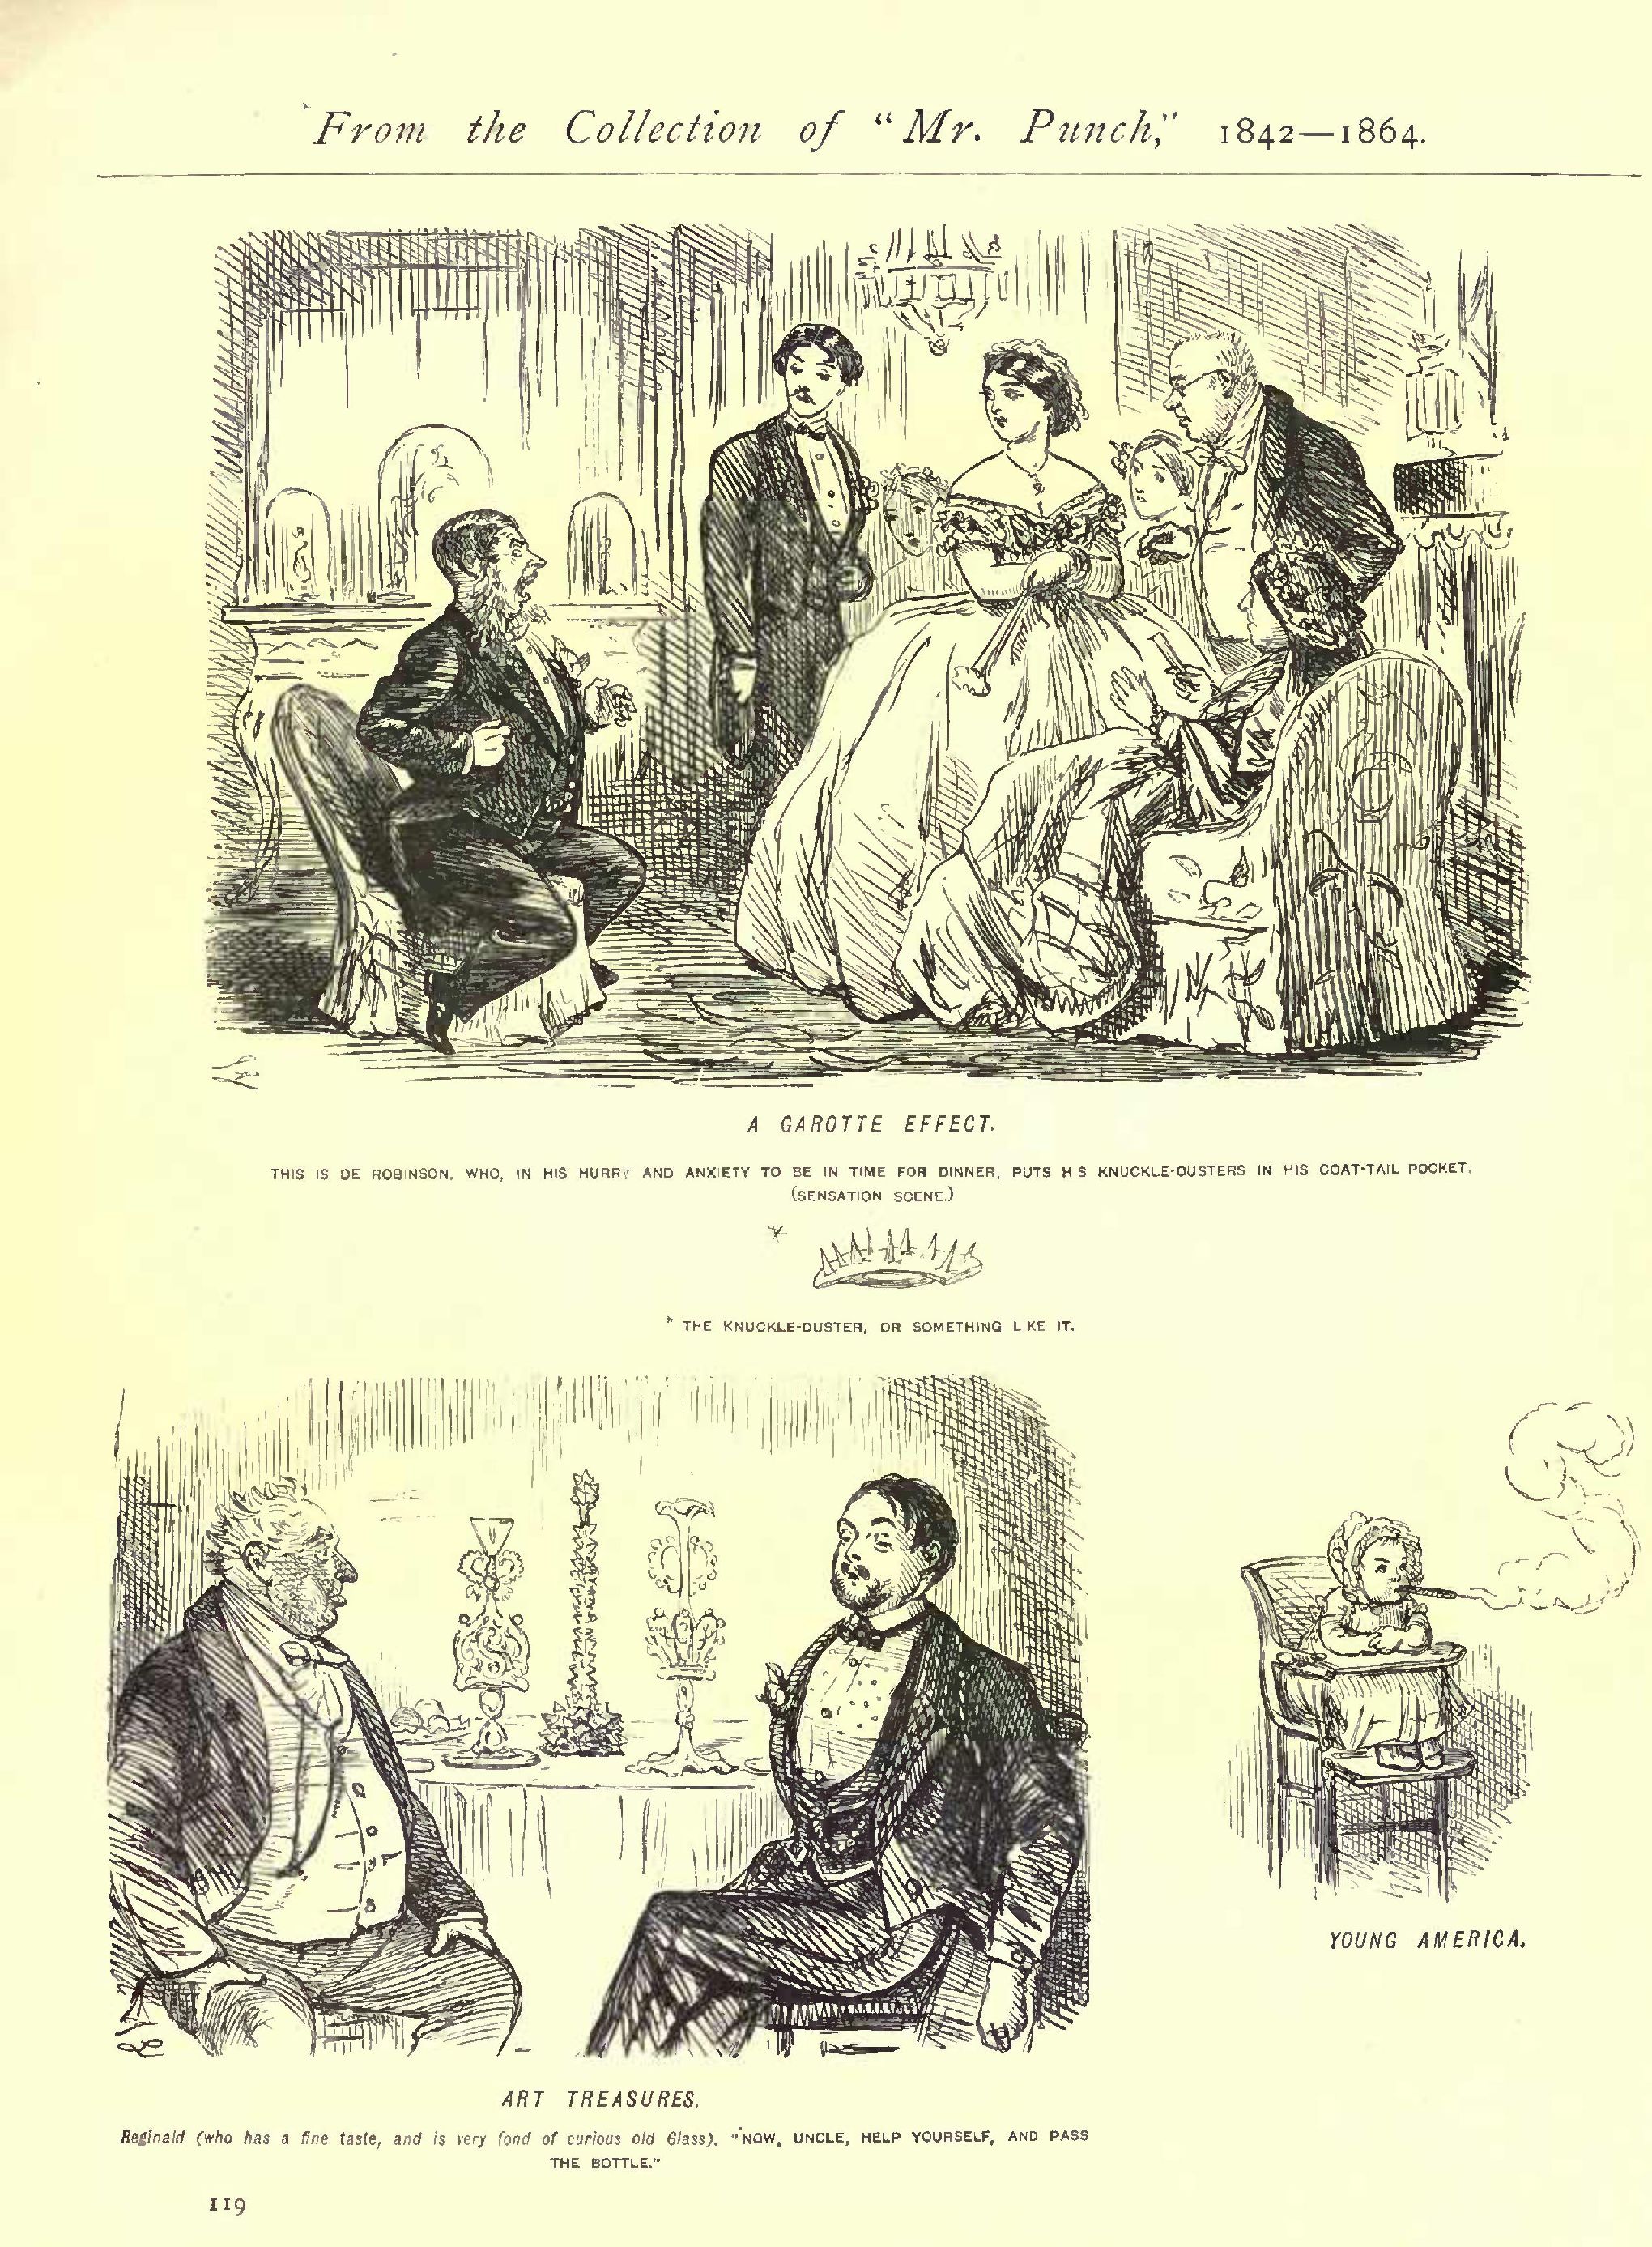 From the Collection of "Mr. Punch," 1842—1864.
A GAROTTE EFFECT.
THIS IS DE ROBINSON, WHO, IN HIS HURRY AND ANXIETY TO BE IN TIME FOR DINNER, PUTS HIS KNUCKLE-DUSTERS IN HIS COAT-TAIL POCKET.
(SENSATION SCENE.)
*
* THE KNUCKLE-DUSTER, OR SOMETHING LIKE IT.
YOUNG AMERICA.
ART TREASURES.
Reginald (who has a fine taste, and is very fond of curious old Glass). "NOW, UNCLE, HELP YOURSELF, AND PASS
THE BOTTLE."
119